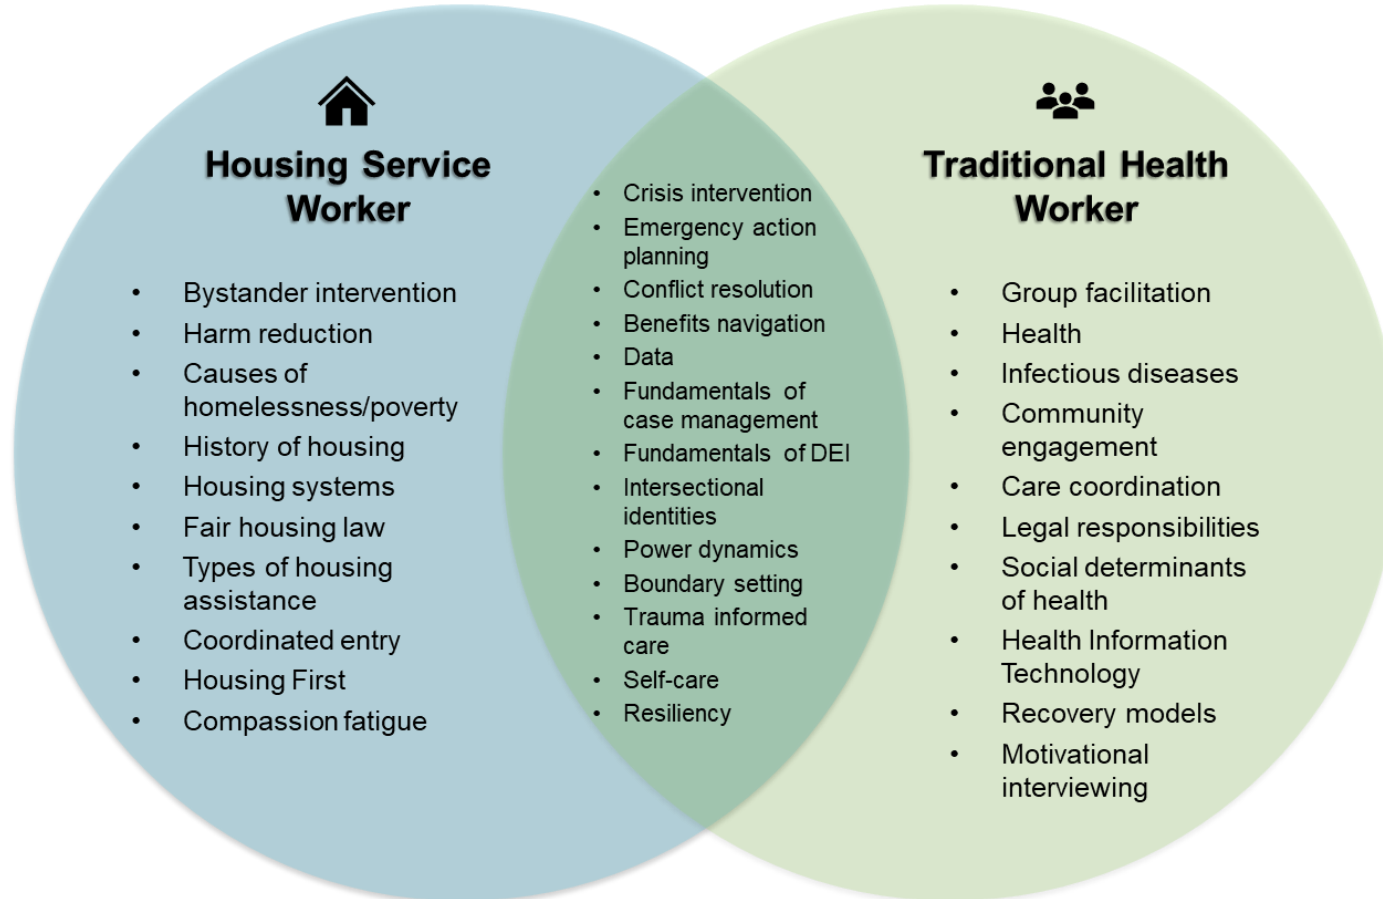 Housing Service
Worker
• Bystander intervention
• Harm reduction
• Causes of
homelessness/poverty
• History of housing
• Housing systems
• Fair housing law
• Types of housing
assistance
• Coordinated entry
• Housing First
• Compassion fatigue
• Crisis intervention
• Emergency action
planning
• Conflict resolution
• Benefits navigation
• Data
• Fundamentals of
case management
• Fundamentals of DEI
• Intersectional
identities
• Power dynamics
• Boundary setting
• Trauma informed
care
• Self-care
• Resiliency
Traditional Health
Worker
• Group facilitation
• Health
• Infectious diseases
• Community
engagement
• Care coordination
• Legal responsibilities
• Social determinants
of health
• Health Information
Technology
• Recovery models
• Motivational
interviewing